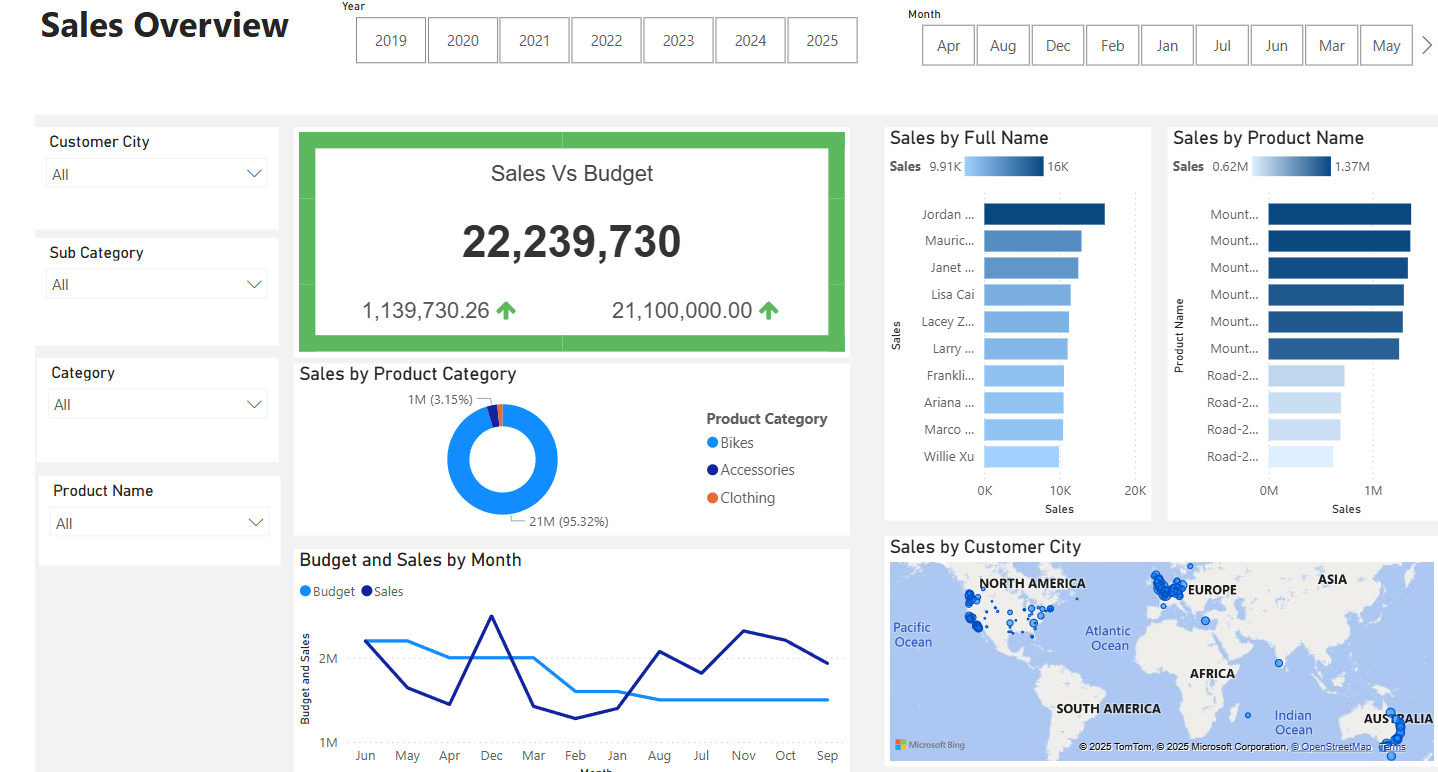 Sales Overview
Year
2019 2020 2021 2022 2023 2024 2025
Month
Apr Aug Dec Feb Jan Jul Jun Mar May
Customer City
All
Sub Category
All
Category
All
Product Name
All
Sales Vs Budget
22,239,730
1,139,730.26 21,100,000.00
Sales by Product Category
1M (3.15%)
21M (95.32%)
Product Category
Bikes
Accessories
Clothing
Budget and Sales by Month
Budget Sales
Budget and Sales
2M
1M
Jun May Apr Dec Mar Feb Jan Aug Jul Nov Oct Sep
Month
Sales by Full Name
Sales 9.91K 16K
Sales
Jordan ...
Mauric...
Janet ...
Lisa Cai
Lacey Z...
Larry ...
Frankli...
Ariana ...
Marco ...
Willie Xu
0K 10K 20K
Sales
Sales by Product Name
Sales 0.62M 1.37M
Product Name
Mount...
Mount...
Mount...
Mount...
Mount...
Mount...
Road-2...
Road-2...
Road-2...
Road-2...
0M 1M
Sales
Sales by Customer City
NORTH AMERICA
EUROPE
ASIA
Pacific
Ocean
Atlantic
Ocean
AFRICA
SOUTH AMERICA
Indian
Ocean
AUSTRALIA
Microsoft Bing
© 2025 TomTom, © 2025 Microsoft Corporation, © OpenStreetMap Terms